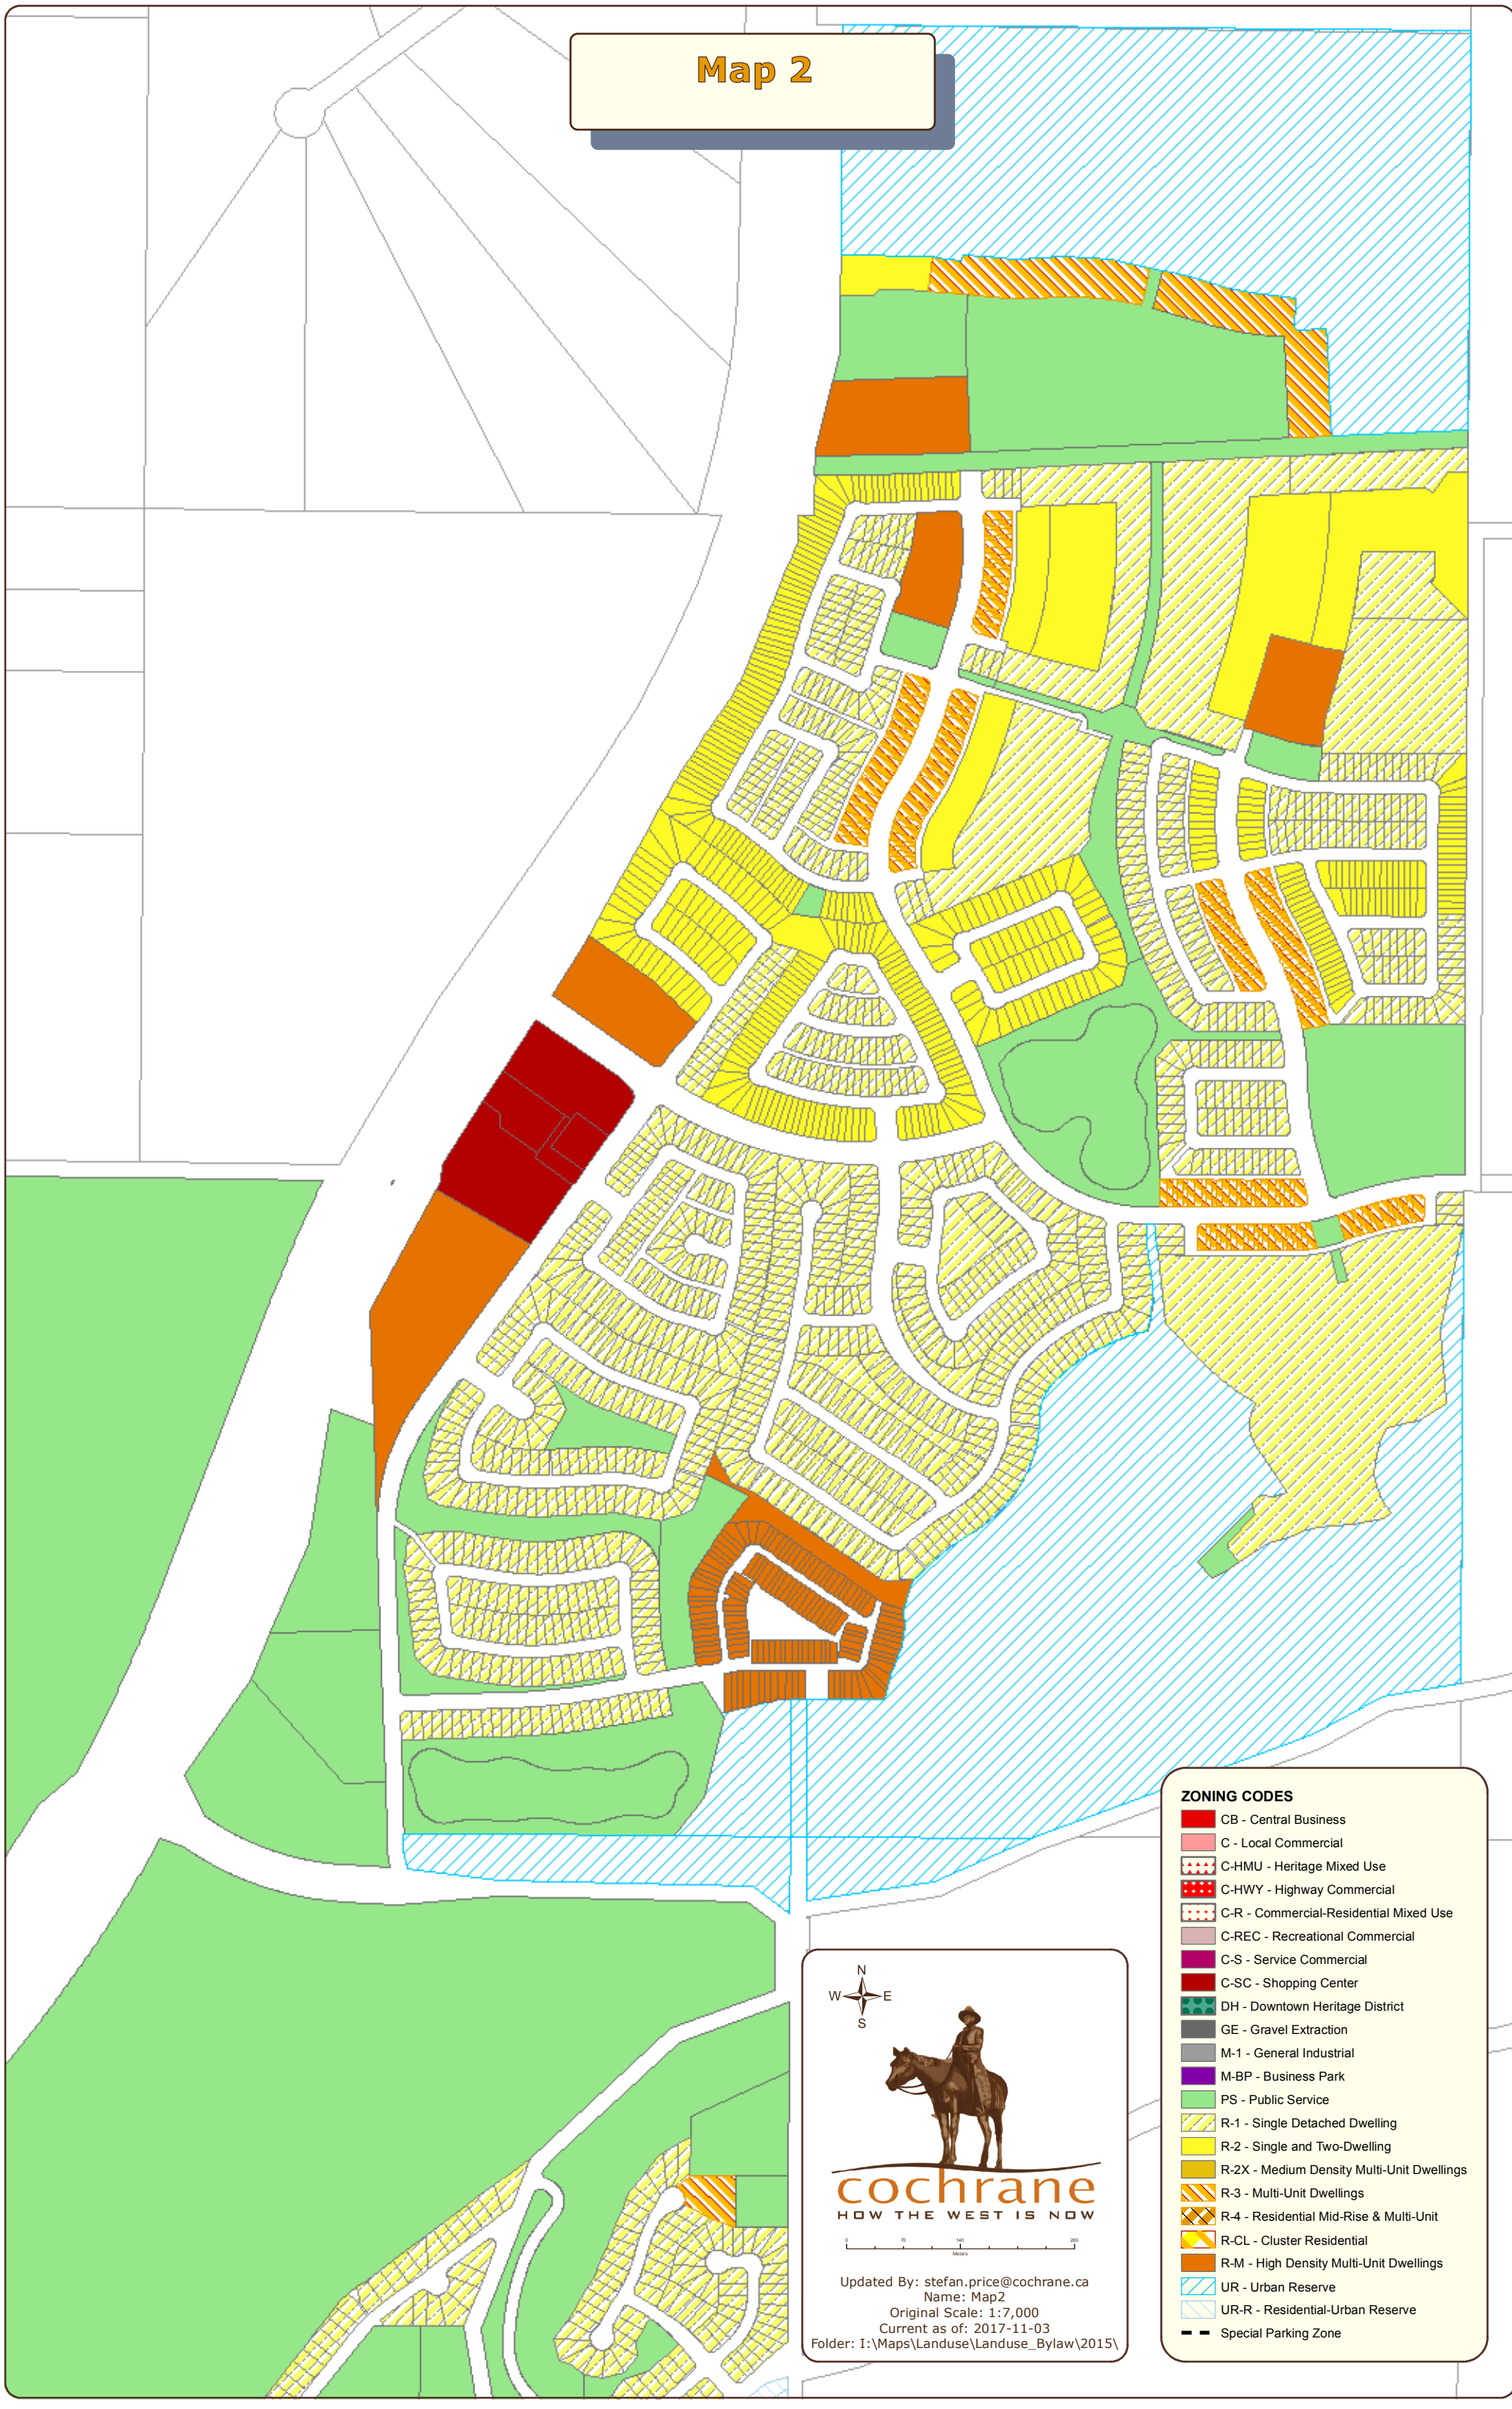 Map 2
ZONING CODES
CB - Central Business
C - Local Commercial
C-HMU - Heritage Mixed Use
C-HWY - Highway Commercial
C-R - Commercial-Residential Mixed Use
C-REC - Recreational Commercial
C-S - Service Commercial
C-SC - Shopping Center
DH - Downtown Heritage District
GE - Gravel Extraction
M-1 - General Industrial
M-BP - Business Park
PS - Public Service
R-1 - Single Detached Dwelling
R-2 - Single and Two-Dwelling
R-2X - Medium Density Multi-Unit Dwellings
R-3 - Multi-Unit Dwellings
R-4 - Residential Mid-Rise & Multi-Unit
R-CL - Cluster Residential
R-M - High Density Multi-Unit Dwellings
UR - Urban Reserve
UR-R - Residential-Urban Reserve
Special Parking Zone
N
W E
S
cochrane
HOW THE WEST IS NOW
0 70 140 280
Meters
Updated By: stefan.price@cochrane.ca
Name: Map2
Original Scale: 1:7,000
Current as of: 2017-11-03
Folder: I:\Maps\Landuse\Landuse_Bylaw\2015\